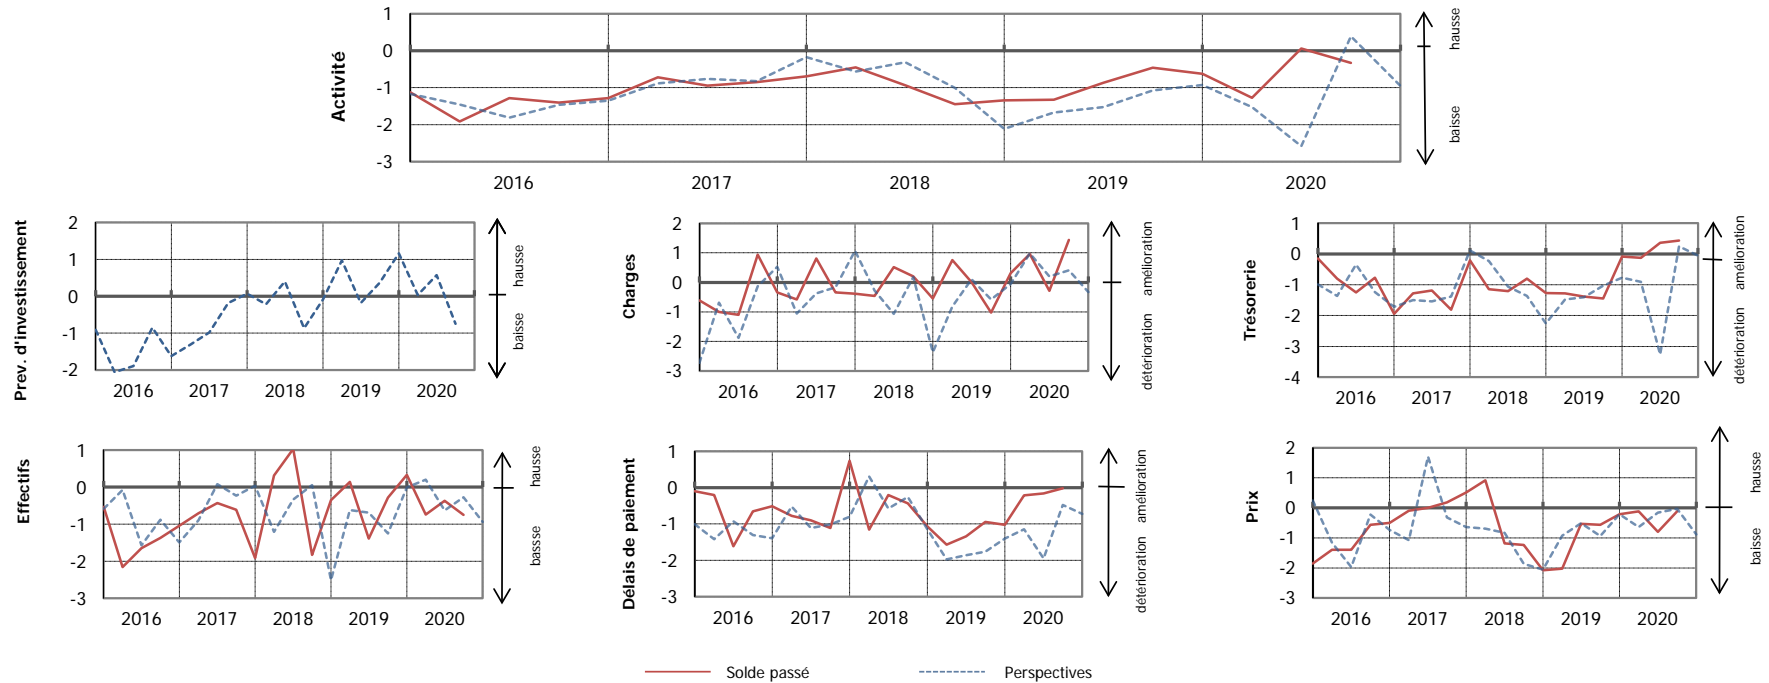 Activité
1
0
-1
-2
-3
2016 2017 2018 2019 2020
hausse
baisse
Prev. d'investissement
2
1
0
-1
-2
2016 2017 2018 2019 2020
hausse
baisse
Charges
2
1
0
-1
-2
-3
2016 2017 2018 2019 2020
amélioration
détérioration
Trésorerie
1
0
-1
-2
-3
-4
2016 2017 2018 2019 2020
amélioration
détérioration
Effectifs
1
0
-1
-2
-3
2016 2017 2018 2019 2020
hausse
bassse
Délais de paiement
1
0
-1
-2
-3
2016 2017 2018 2019 2020
amélioration
détérioration
Prix
2
1
0
-1
-2
-3
2016 2017 2018 2019 2020
hausse
baisse
Solde passé Perspectives